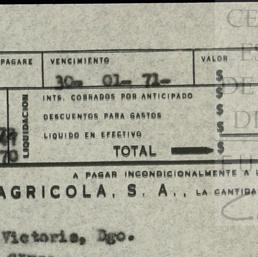 PAGARE VENCIMIENTO VALOR $
30- 01- 71-
LIQUIDACION
INTS. COBRADOS POR ANTICIPADO $
DESCUENTOS PARA GASTOS $
LIQUIDO EN EFECTIVO $
70 TOTAL $
A PAGAR INCONDICIONALMENTE A L
AGRICOLA, S. A., LA CANTIDA
Victoria, Dgo.